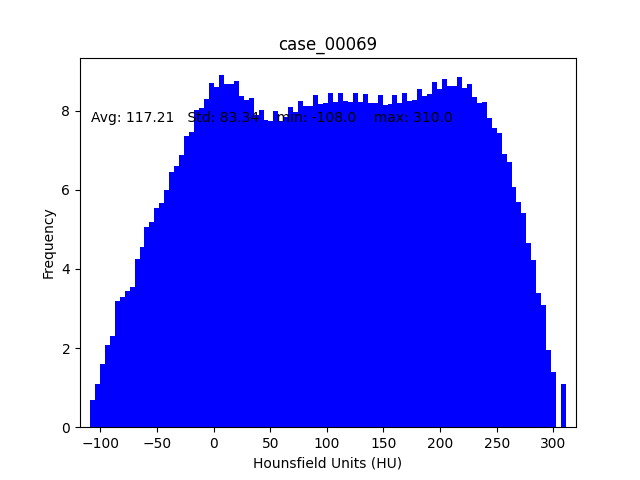 case_00069
Avg: 117.21 Std: 83.34 min: -108.0 max: 310.0
8
6
4
2
0
Frequency
−100 −50 0 50 100 150 200 250 300
Hounsfield Units (HU)